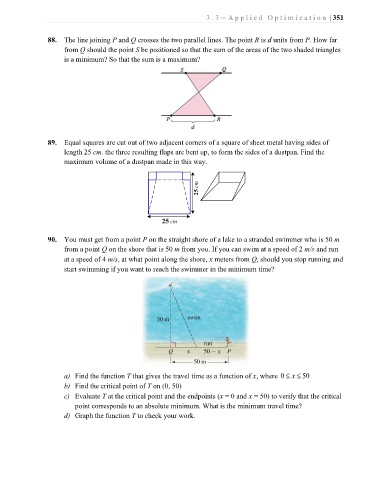 3.3—Applied Optimization | 351
88. The line joining P and Q crosses the two parallel lines. The point R is d units from P. How far
from Q should the point S be positioned so that the sum of the areas of the two shaded triangles
is a minimum? So that the sum is a maximum?
S Q
P R
d
89. Equal squares are cut out of two adjacent corners of a square of sheet metal having sides of
length 25 cm. the three resulting flaps are bent up, to form the sides of a dustpan. Find the
maximum volume of a dustpan made in this way.
25 cm
25 cm
90. You must get from a point P on the straight shore of a lake to a stranded swimmer who is 50 m
from a point Q on the shore that is 50 m from you. If you can swim at a speed of 2 m/s and run
at a speed of 4 m/s, at what point along the shore, x meters from Q, should you stop running and
start swimming if you want to reach the swimmer in the minimum time?
50 m swim
run
Q x 50 − x P
50 m
a) Find the function T that gives the travel time as a function of x, where 0 ≤ x ≤ 50
b) Find the critical point of T on (0, 50)
c) Evaluate T at the critical point and the endpoints (x = 0 and x = 50) to verify that the critical
point corresponds to an absolute minimum. What is the minimum travel time?
d) Graph the function T to check your work.